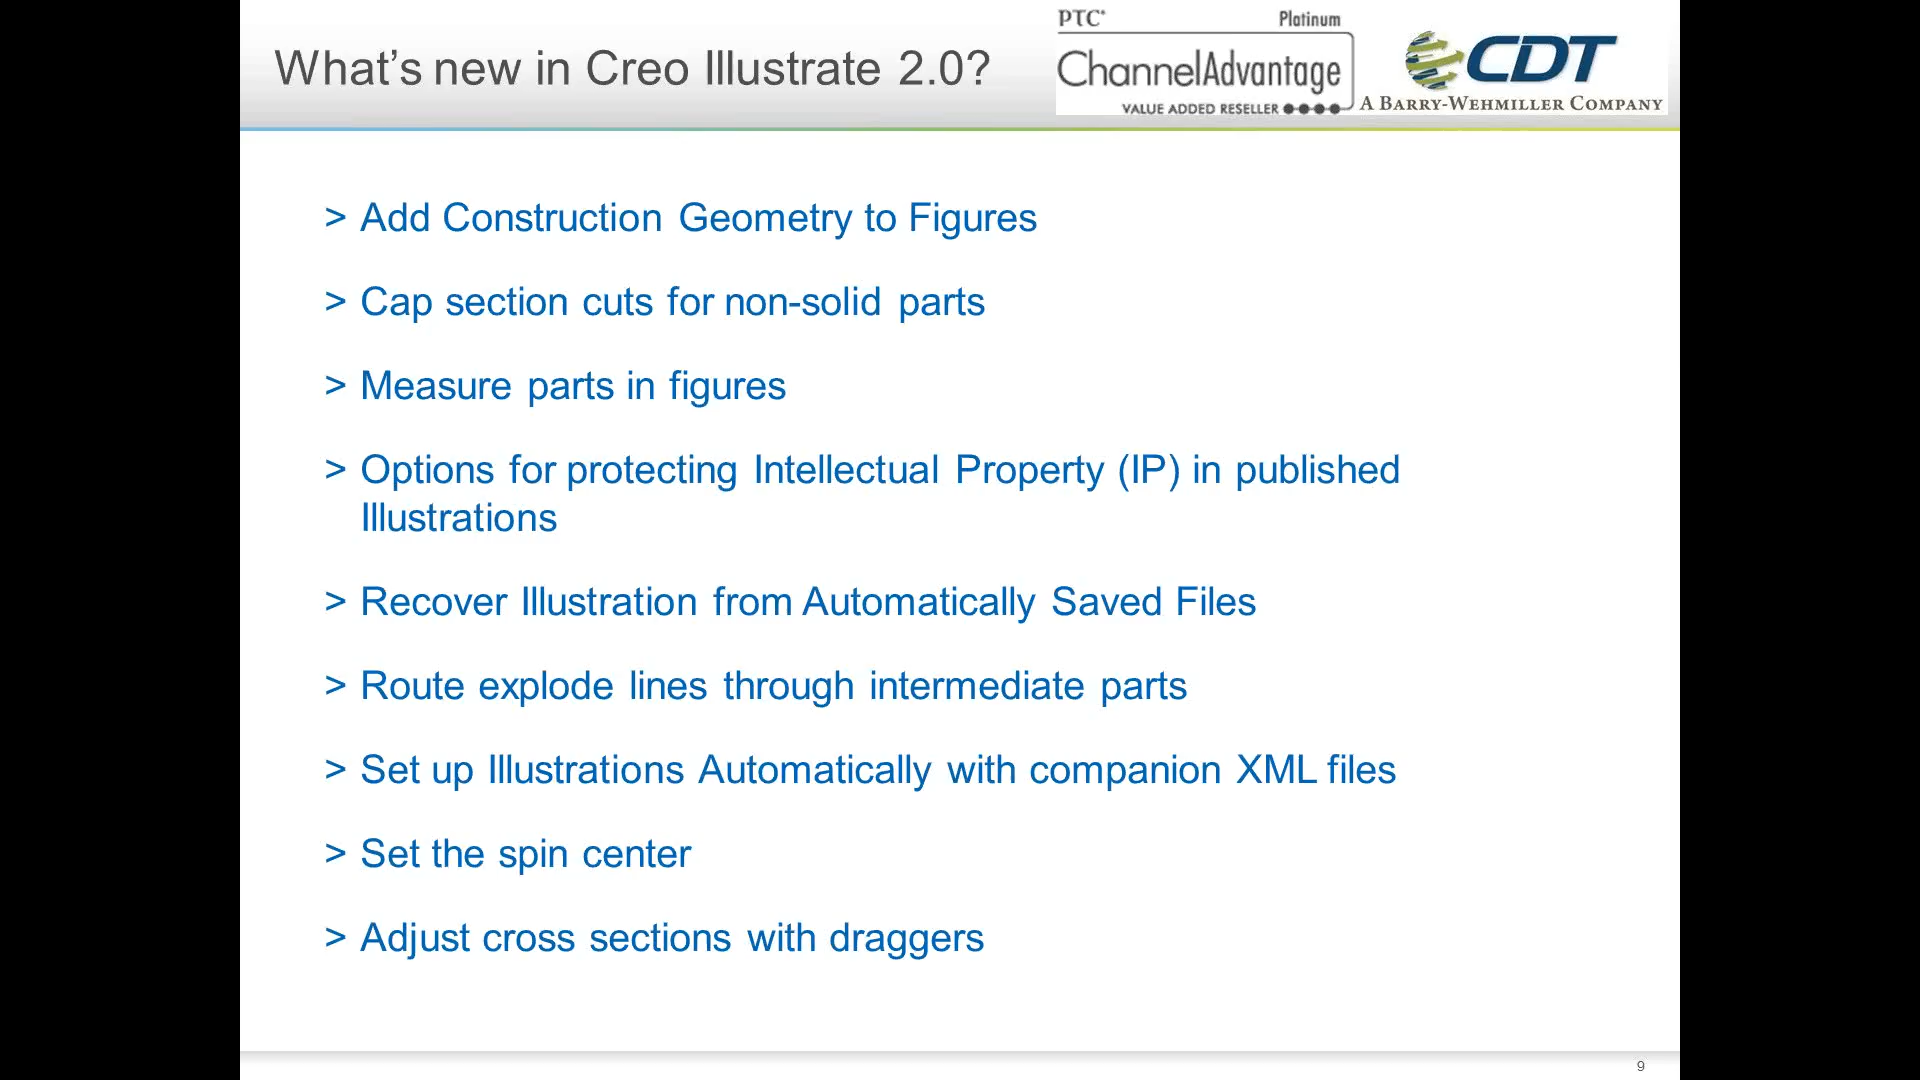 What's new in Creo Illustrate 2.0?
PTC® Platinum
ChannelAdvantage
VALUE ADDED RESELLER
CDT
A BARRY-WEHMILLER COMPANY
> Add Construction Geometry to Figures
> Cap section cuts for non-solid parts
> Measure parts in figures
> Options for protecting Intellectual Property (IP) in published
Illustrations
> Recover Illustration from Automatically Saved Files
> Route explode lines through intermediate parts
> Set up Illustrations Automatically with companion XML files
> Set the spin center
> Adjust cross sections with draggers
9